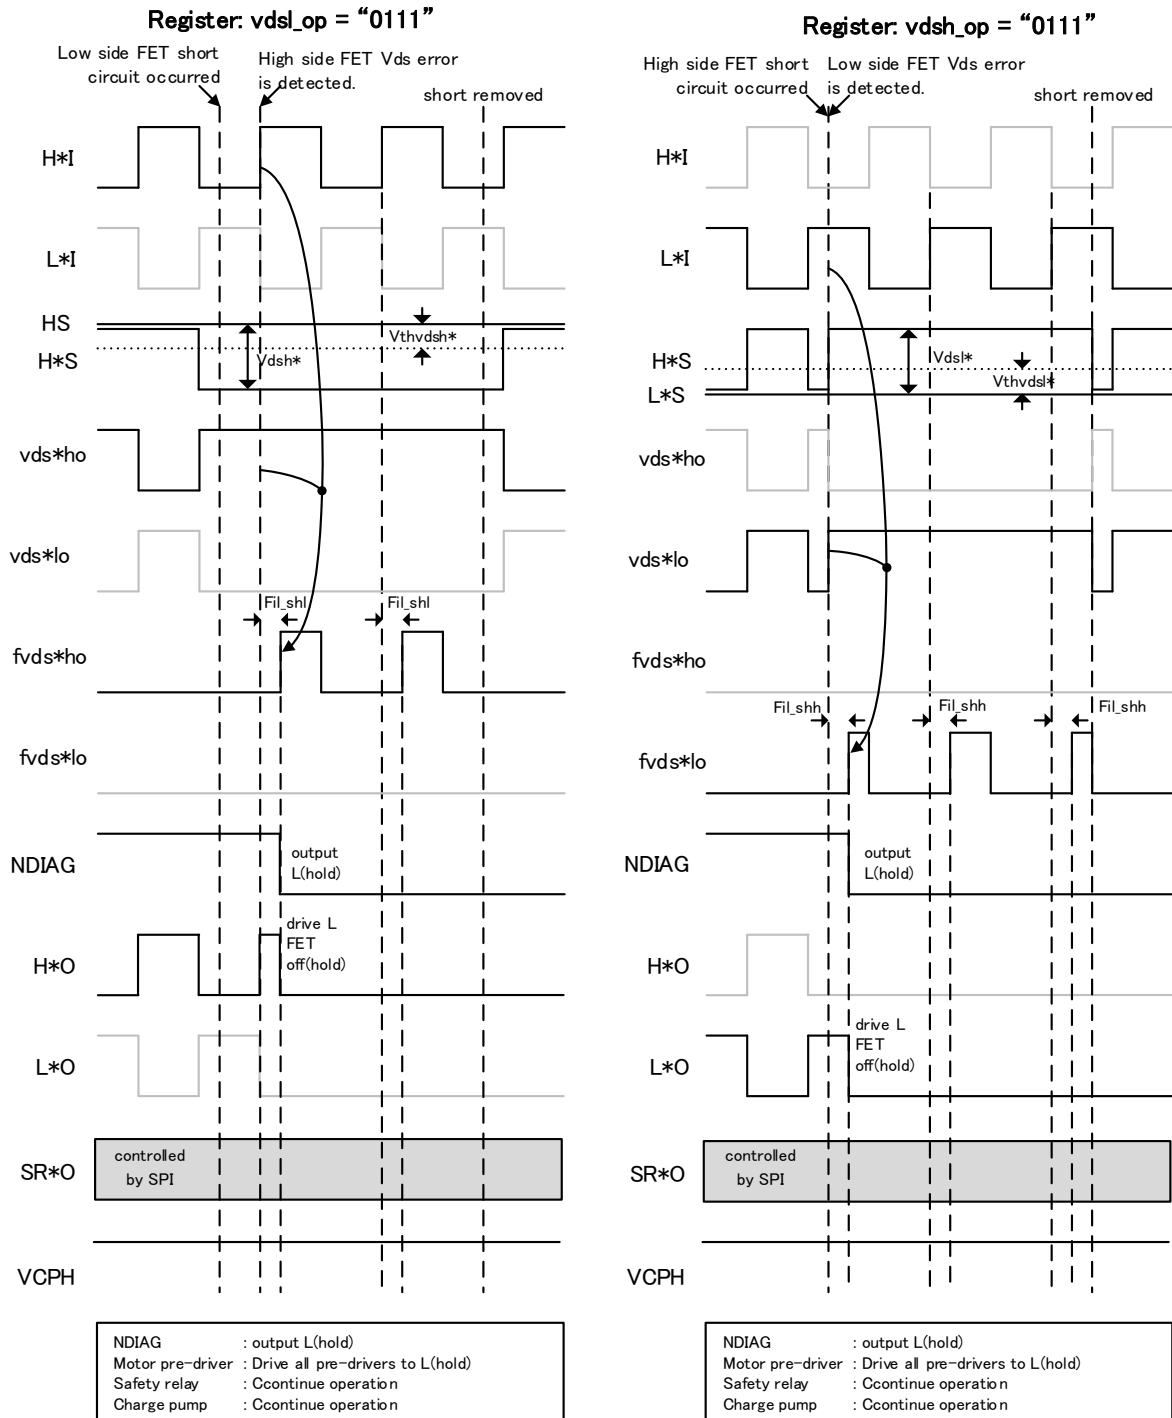 Register: vdsl_op = “0111”
Low side FET short
circuit occurred
High side FET Vds error
is detected.
short removed
H*I
L*I
HS
H*S
Vdsh*
Vthvdsh*
vds*ho
vds*lo
Fil_shl
Fil_shl
fvds*ho
fvds*lo
NDIAG
output
L(hold)
H*O
drive L
FET
off(hold)
L*O
SR*O
controlled
by SPI
VCPH
NDIAG : output L(hold)
Motor pre-driver : Drive all pre-drivers to L(hold)
Safety relay : Ccontinue operation
Charge pump : Ccontinue operation
Register: vdsh_op = “0111”
High side FET short
circuit occurred
Low side FET Vds error
is detected.
short removed
H*I
L*I
H*S
L*S
Vdsl*
Vthvdsl*
vds*ho
vds*lo
fvds*ho
Fil_shh
Fil_shh
Fil_shh
fvds*lo
NDIAG
output
L(hold)
H*O
L*O
drive L
FET
off(hold)
SR*O
controlled
by SPI
VCPH
NDIAG : output L(hold)
Motor pre-driver : Drive all pre-drivers to L(hold)
Safety relay : Ccontinue operation
Charge pump : Ccontinue operation